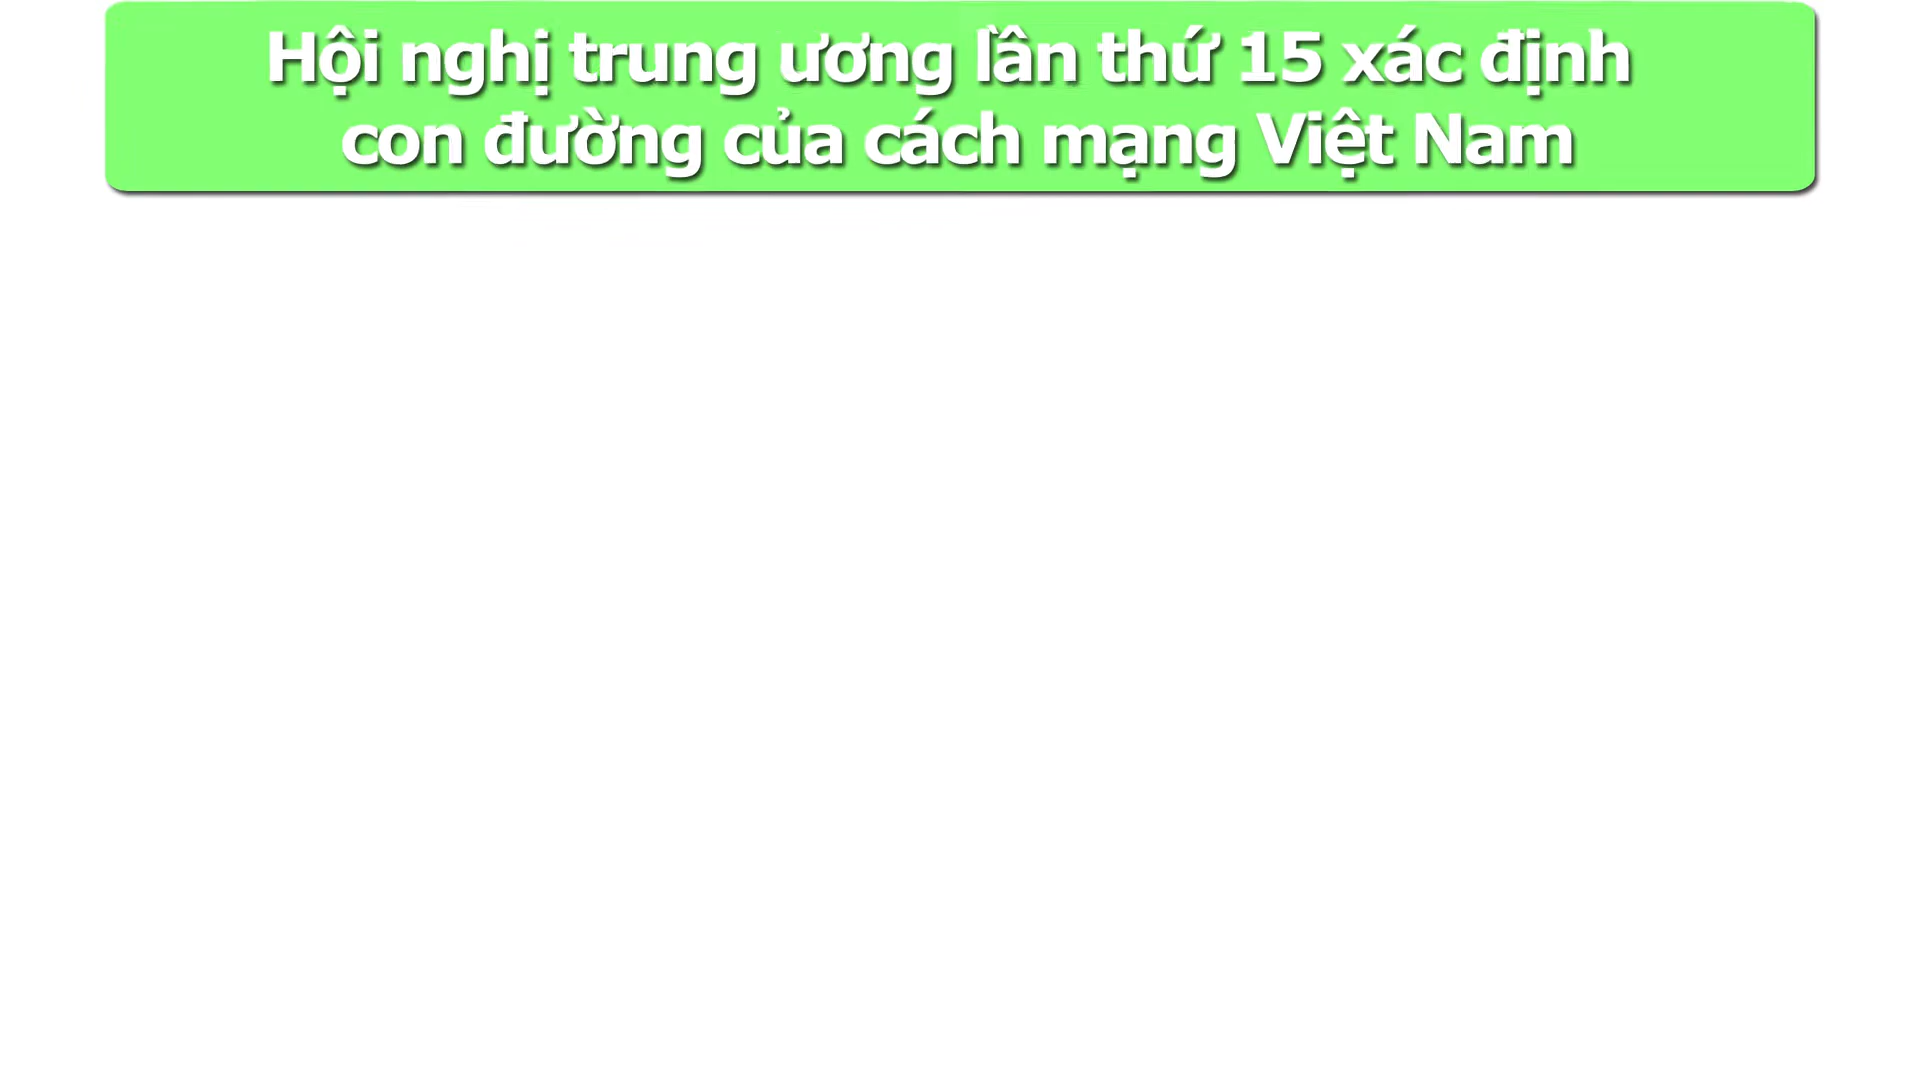 Hội nghị trung ương lần thứ 15 xác định
con đường của cách mạng Việt Nam